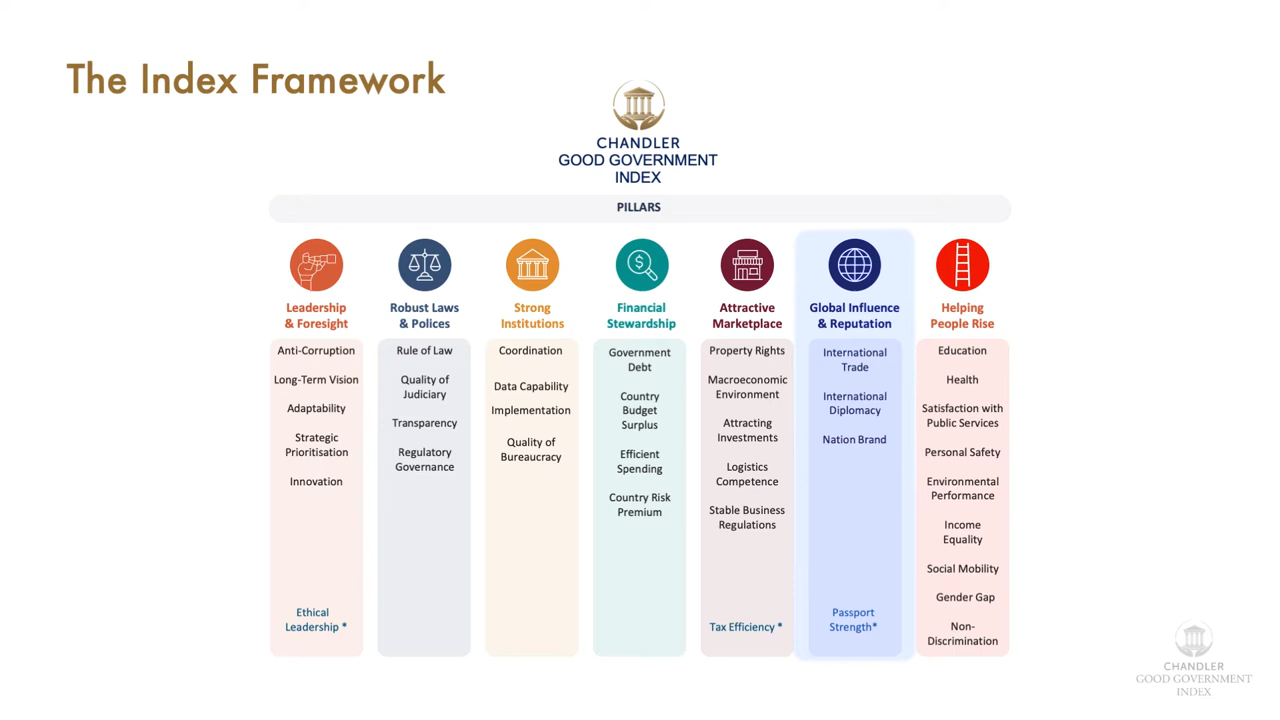 The Index Framework
CHANDLER
GOOD GOVERNMENT
INDEX
PILLARS
Leadership
& Foresight
Anti-Corruption
Long-Term Vision
Adaptability
Strategic
Prioritisation
Innovation
Ethical
Leadership *
Robust Laws
& Polices
Rule of Law
Quality of
Judiciary
Transparency
Regulatory
Governance
Strong
Institutions
Coordination
Data Capability
Implementation
Quality of
Bureaucracy
Financial
Stewardship
Government
Debt
Country
Budget
Surplus
Efficient
Spending
Country Risk
Premium
Attractive
Marketplace
Property Rights
Macroeconomic
Environment
Attracting
Investments
Logistics
Competence
Stable Business
Regulations
Tax Efficiency *
Global Influence
& Reputation
International
Trade
International
Diplomacy
Nation Brand
Passport
Strength*
Helping
People Rise
Education
Health
Satisfaction with
Public Services
Personal Safety
Environmental
Performance
Income
Equality
Social Mobility
Gender Gap
Non-
Discrimination
CHANDLER
GOOD GOVERNMENT
INDEX